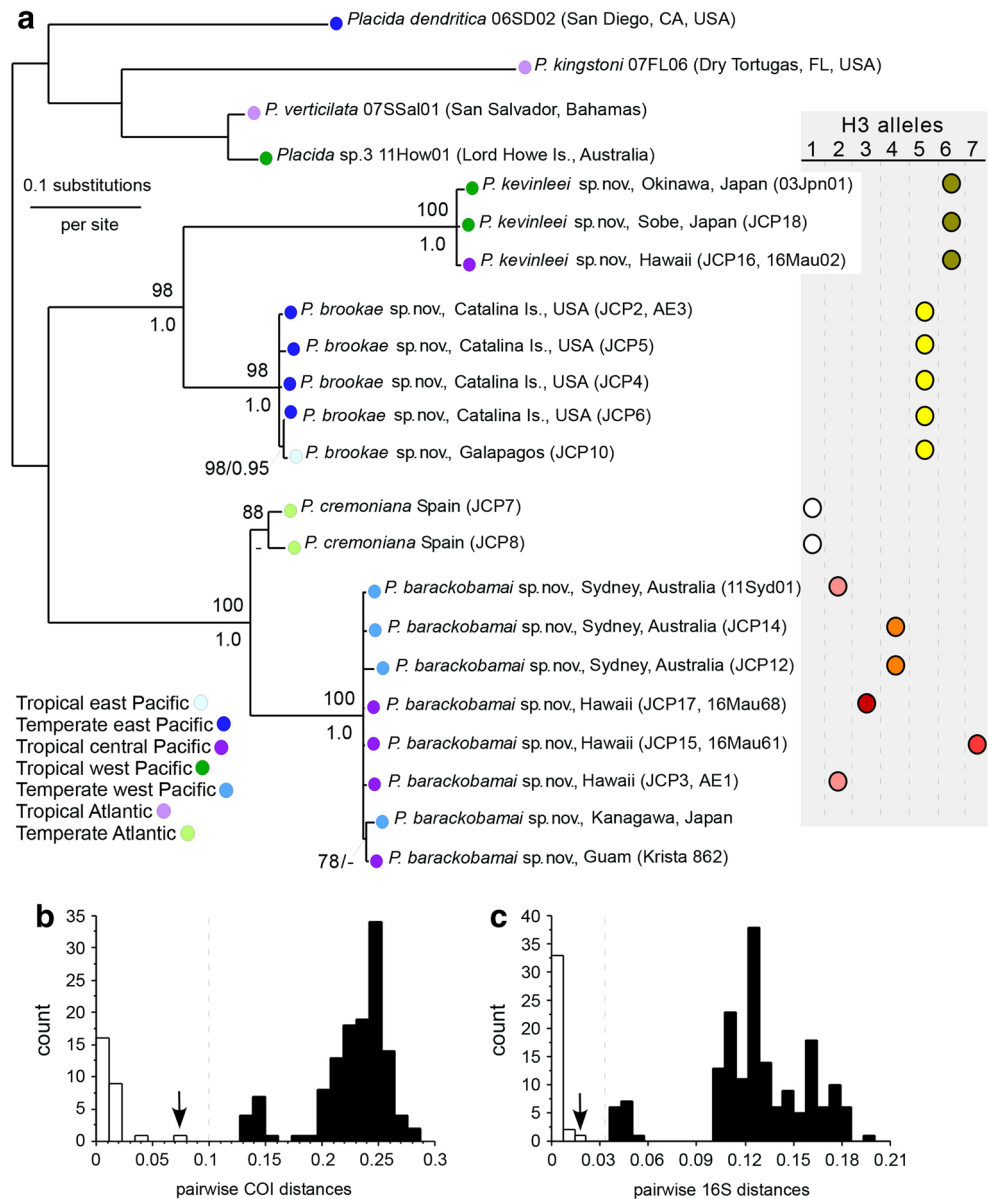 a
Placida dendritica 06SD02 (San Diego, CA, USA)
P. kingstoni 07FL06 (Dry Tortugas, FL, USA)
P. verticilata 07SSal01 (San Salvador, Bahamas)
Placida sp.3 11How01 (Lord Howe Is., Australia)
H3 alleles
1 2 3 4 5 6 7
0.1 substitutions
per site
P. kevinleei sp.nov., Okinawa, Japan (03Jpn01)
100
P. kevinleei sp.nov., Sobe, Japan (JCP18)
1.0
P. kevinleei sp.nov., Hawaii (JCP16, 16Mau02)
98
1.0
P. brookae sp.nov., Catalina Is., USA (JCP2, AE3)
P. brookae sp.nov., Catalina Is., USA (JCP5)
98
P. brookae sp.nov., Catalina Is., USA (JCP4)
1.0
P. brookae sp.nov., Catalina Is., USA (JCP6)
P. brookae sp.nov., Galapagos (JCP10)
98/0.95
88
P. cremoniana Spain (JCP7)
-
P. cremoniana Spain (JCP8)
P. barackobamai sp.nov., Sydney, Australia (11Syd01)
100
1.0
P. barackobamai sp.nov., Sydney, Australia (JCP14)
P. barackobamai sp.nov., Sydney, Australia (JCP12)
100
P. barackobamai sp.nov., Hawaii (JCP17, 16Mau68)
1.0
P. barackobamai sp.nov., Hawaii (JCP15, 16Mau61)
P. barackobamai sp.nov., Hawaii (JCP3, AE1)
P. barackobamai sp.nov., Kanagawa, Japan
P. barackobamai sp.nov., Guam (Krista 862)
78/-
Tropical east Pacific
Temperate east Pacific
Tropical central Pacific
Tropical west Pacific
Temperate west Pacific
Tropical Atlantic
Temperate Atlantic
b
35
30
25
20
15
10
5
0
count
0 0.05 0.1 0.15 0.2 0.25 0.3
pairwise COI distances
c
40
35
30
25
20
15
10
5
0
count
0 0.03 0.06 0.09 0.12 0.15 0.18 0.21
pairwise 16S distances